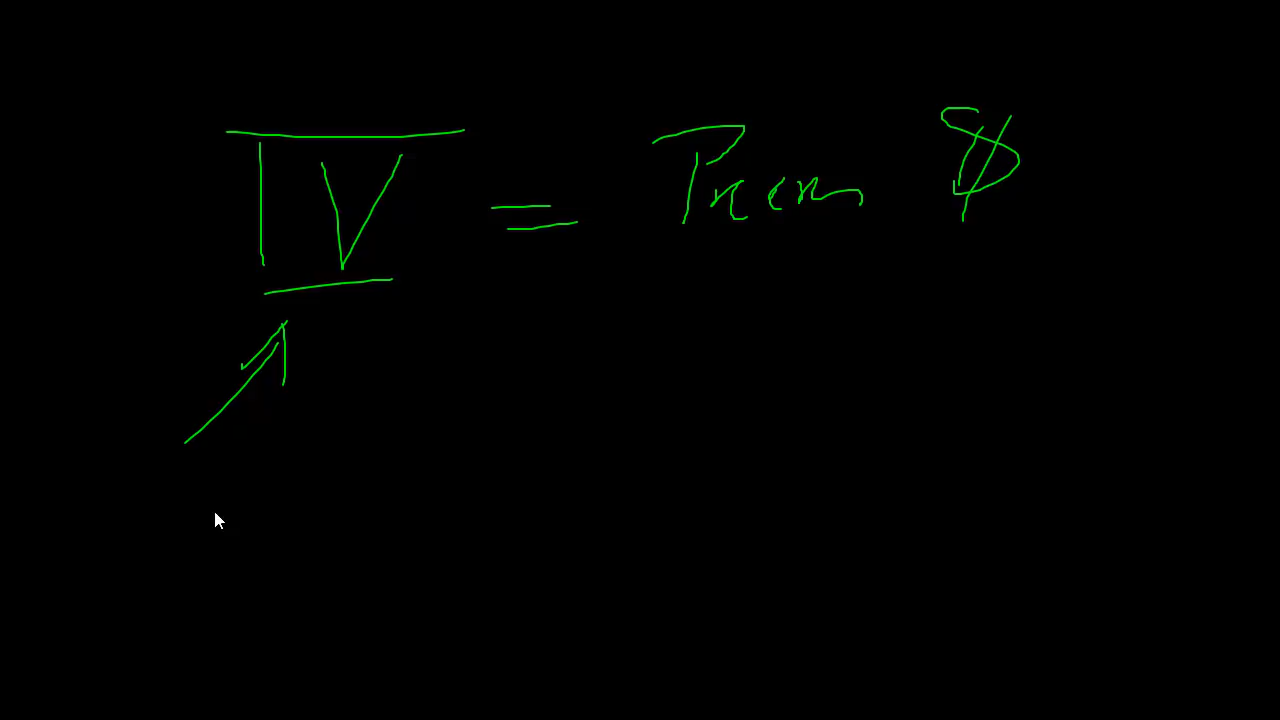 IV = Prem $